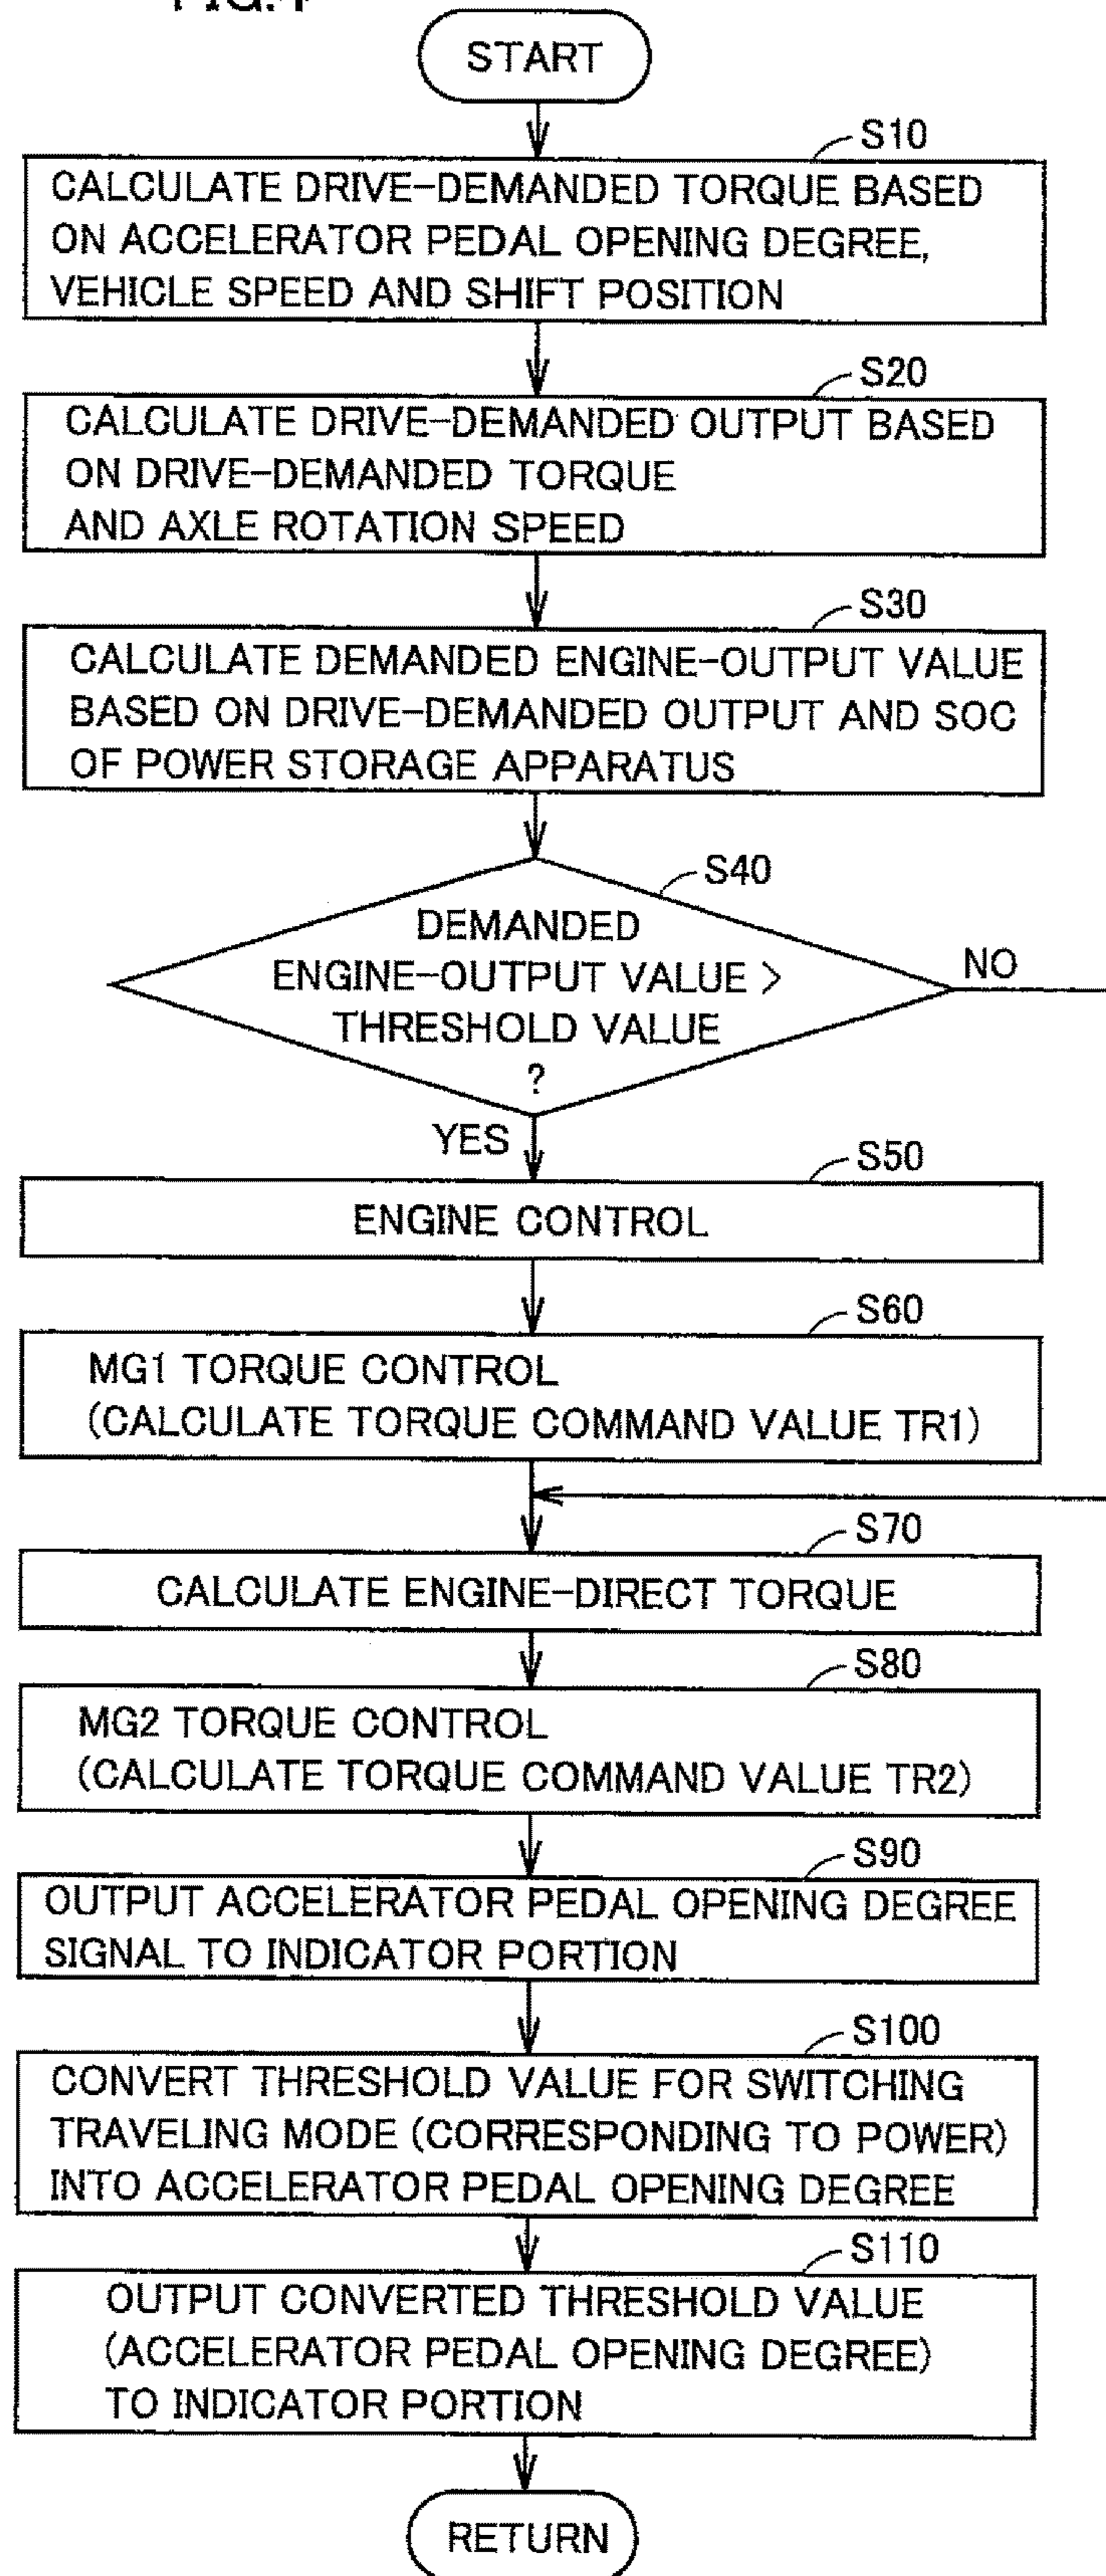 START
S10
CALCULATE DRIVE-DEMANDED TORQUE BASED
ON ACCELERATOR PEDAL OPENING DEGREE,
VEHICLE SPEED AND SHIFT POSITION
S20
CALCULATE DRIVE-DEMANDED OUTPUT BASED
ON DRIVE-DEMANDED TORQUE
AND AXLE ROTATION SPEED
S30
CALCULATE DEMANDED ENGINE-OUTPUT VALUE
BASED ON DRIVE-DEMANDED OUTPUT AND SOC
OF POWER STORAGE APPARATUS
S40
DEMANDED
ENGINE-OUTPUT VALUE >
THRESHOLD VALUE
?
NO
YES
S50
ENGINE CONTROL
S60
MG1 TORQUE CONTROL
(CALCULATE TORQUE COMMAND VALUE TR1)
S70
CALCULATE ENGINE-DIRECT TORQUE
S80
MG2 TORQUE CONTROL
(CALCULATE TORQUE COMMAND VALUE TR2)
S90
OUTPUT ACCELERATOR PEDAL OPENING DEGREE
SIGNAL TO INDICATOR PORTION
S100
CONVERT THRESHOLD VALUE FOR SWITCHING
TRAVELING MODE (CORRESPONDING TO POWER)
INTO ACCELERATOR PEDAL OPENING DEGREE
S110
OUTPUT CONVERTED THRESHOLD VALUE
(ACCELERATOR PEDAL OPENING DEGREE)
TO INDICATOR PORTION
RETURN